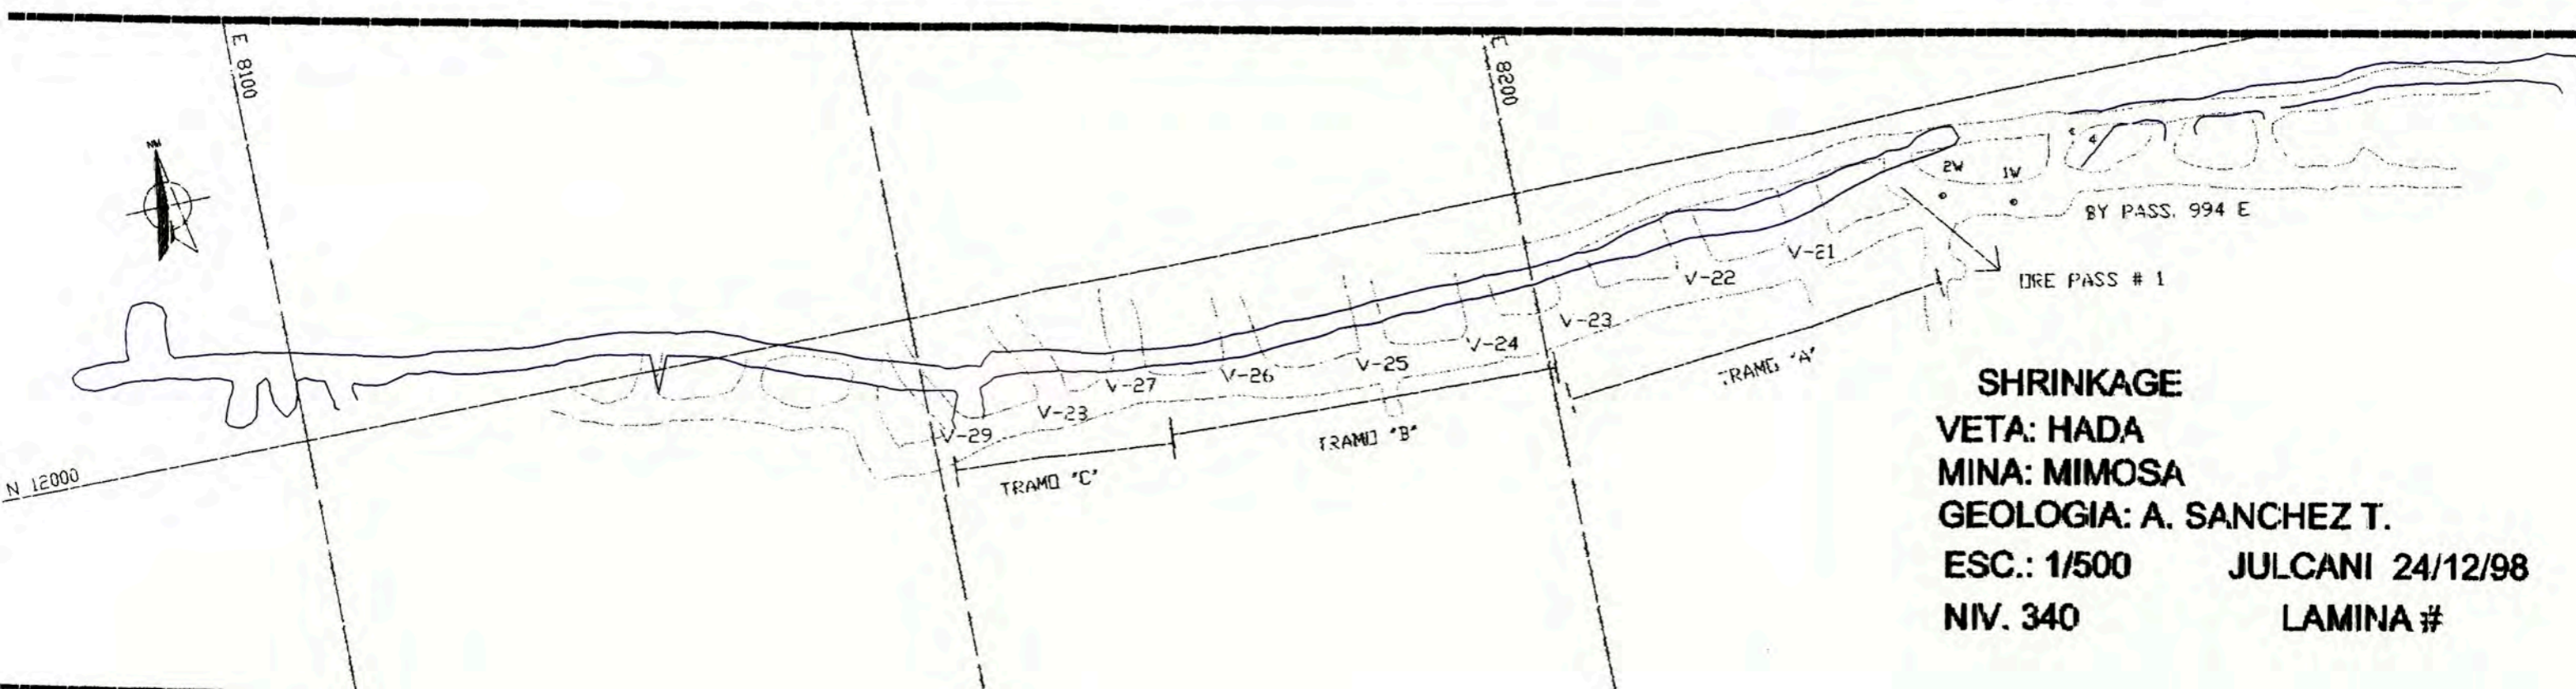 E 8100
E 8200
NM
4
2W
1W
BY PASS. 994 E
V-21
V-22
ORE PASS # 1
V-23
V-24
TRAMO "A"
V-25
V-26
V-27
V-23
V-29
TRAMO "B"
TRAMO "C"
N 12000
SHRINKAGE
VETA: HADA
MINA: MIMOSA
GEOLOGIA: A. SANCHEZ T.
ESC.: 1/500 JULCANI 24/12/98
NIV. 340 LAMINA #